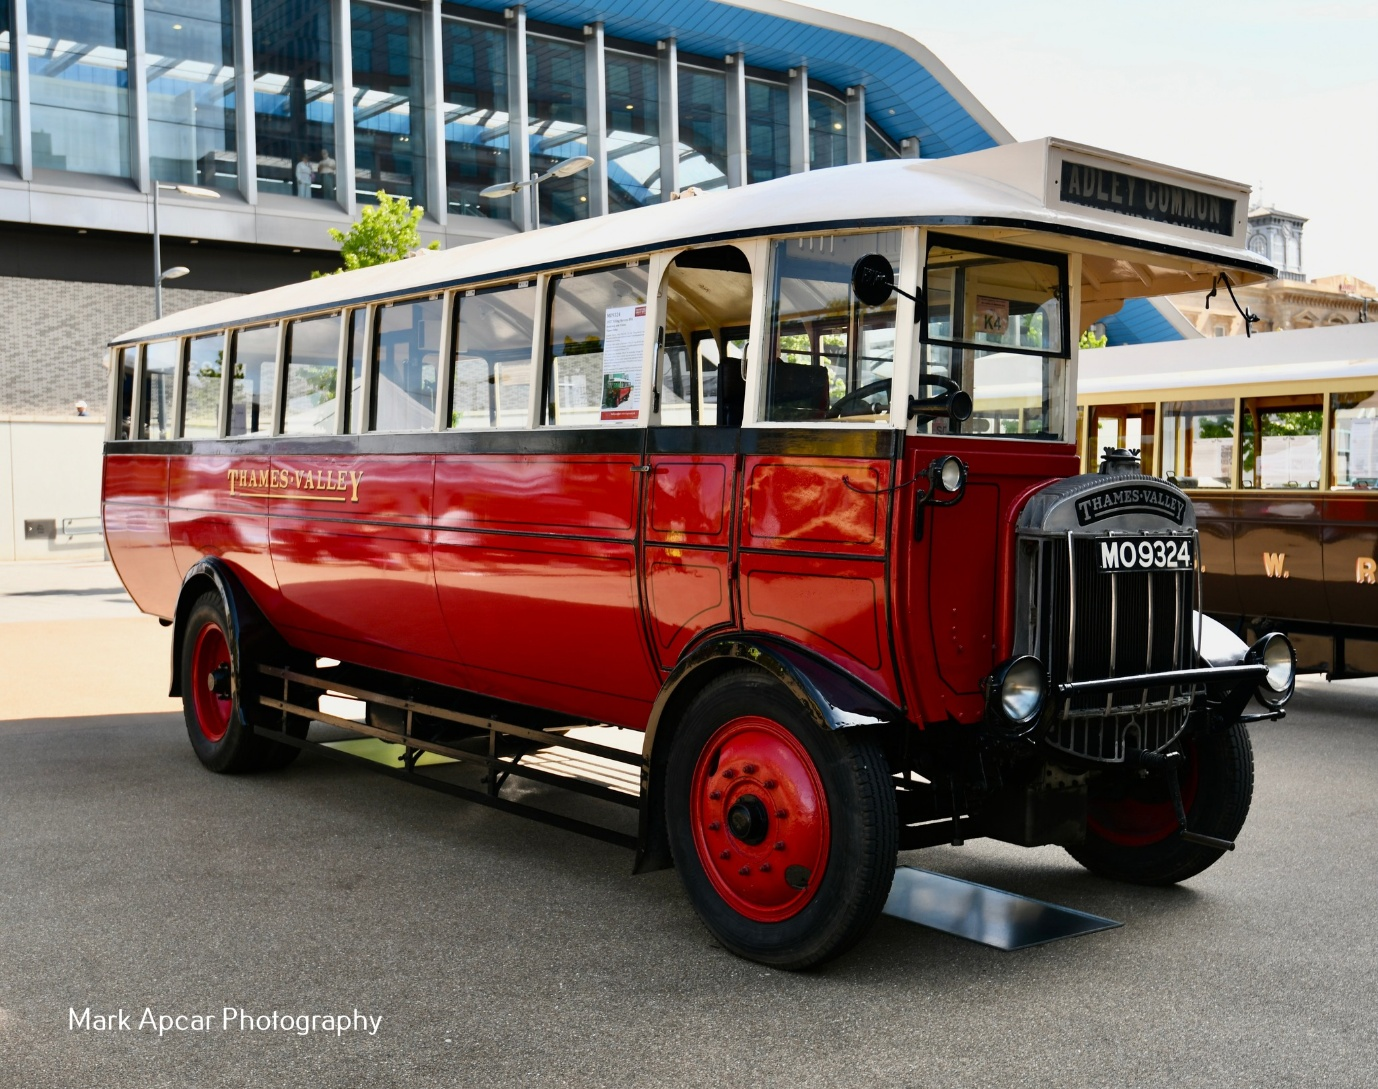 ADLEY COMMON
K4
THAMES·VALLEY
THAMES·VALLEY
MO9324
W. R
Mark Apcar Photography